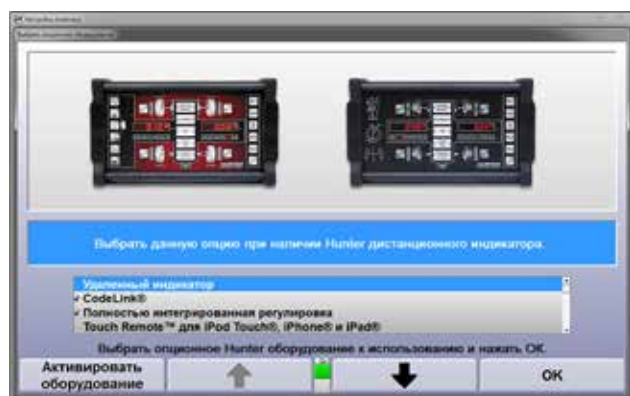 Выбрать данную опцию при наличии Hunter дистанционного индикатора.
Удаленный индикатор
CodeLink®
Полностью интегрированная регулировка
Touch Remote™ для iPod Touch®, iPhone® и iPad®
Выбрать опционное Hunter оборудование к использованию и нажать OK.
Активировать оборудование
OK